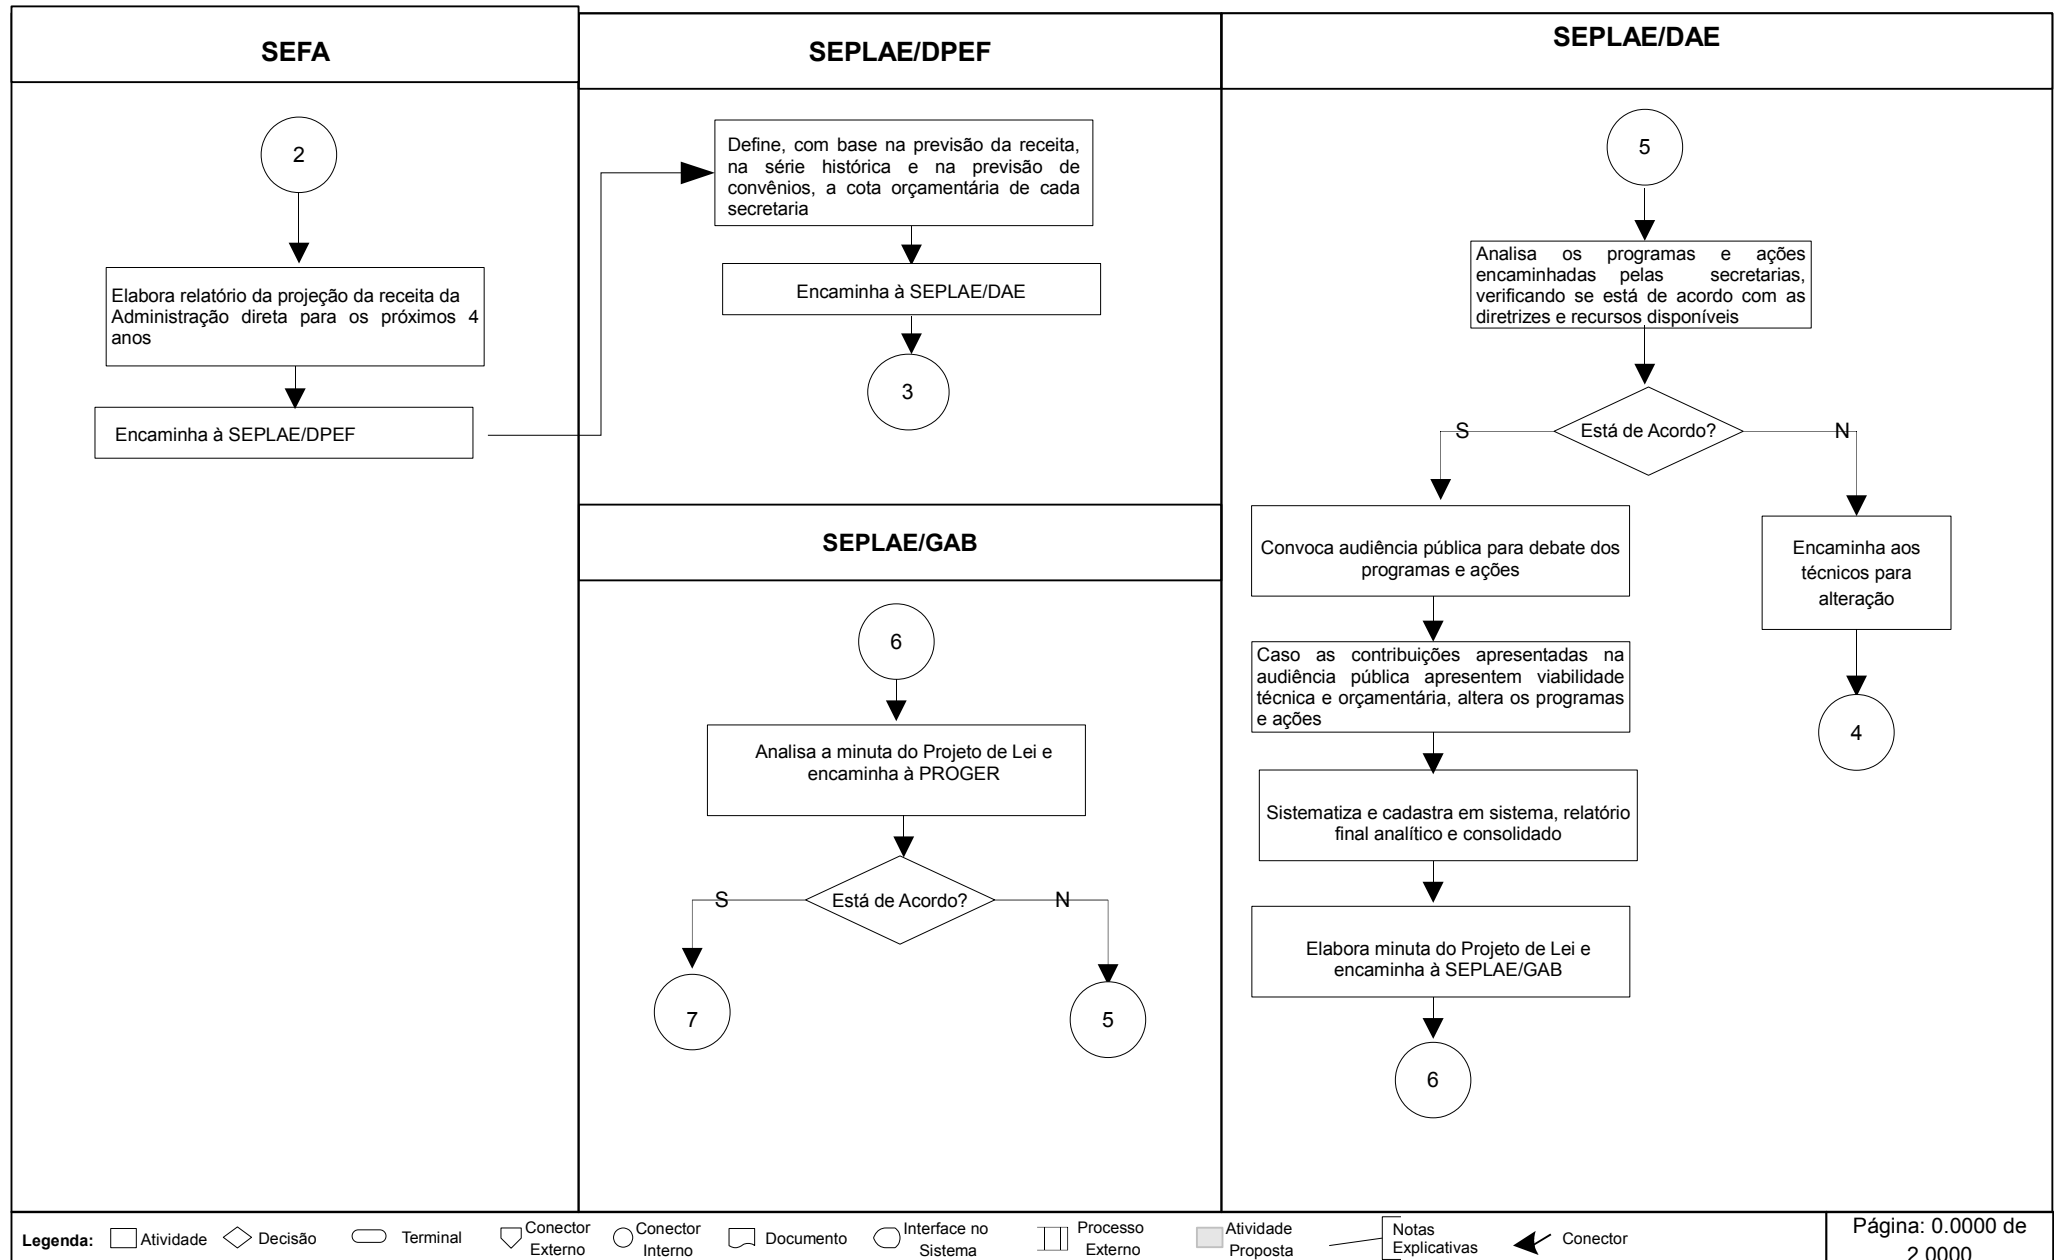 SEFA
2
Elabora relatório da projeção da receita da
Administração direta para os próximos 4
anos
Encaminha à SEPLAE/DPEF
SEPLAE/DPEF
Define, com base na previsão da receita,
na série histórica e na previsão de
convênios, a cota orçamentária de cada
secretaria
Encaminha à SEPLAE/DAE
3
SEPLAE/GAB
6
Analisa a minuta do Projeto de Lei e
encaminha à PROGER
Está de Acordo?
S
N
7
5
SEPLAE/DAE
5
Analisa os programas e ações
encaminhadas pelas secretarias,
verificando se está de acordo com as
diretrizes e recursos disponíveis
Está de Acordo?
S
N
Convoca audiência pública para debate dos
programas e ações
Caso as contribuições apresentadas na
audiência pública apresentem viabilidade
técnica e orçamentária, altera os programas
e ações
Sistematiza e cadastra em sistema, relatório
final analítico e consolidado
Elabora minuta do Projeto de Lei e
encaminha à SEPLAE/GAB
6
Encaminha aos
técnicos para
alteração
4
Legenda:
Atividade
Decisão
Terminal
Conector
Externo
Conector
Interno
Documento
Interface no
Sistema
Processo
Externo
Atividade
Proposta
Notas
Explicativas
Conector
Página: 0.0000 de
2.0000